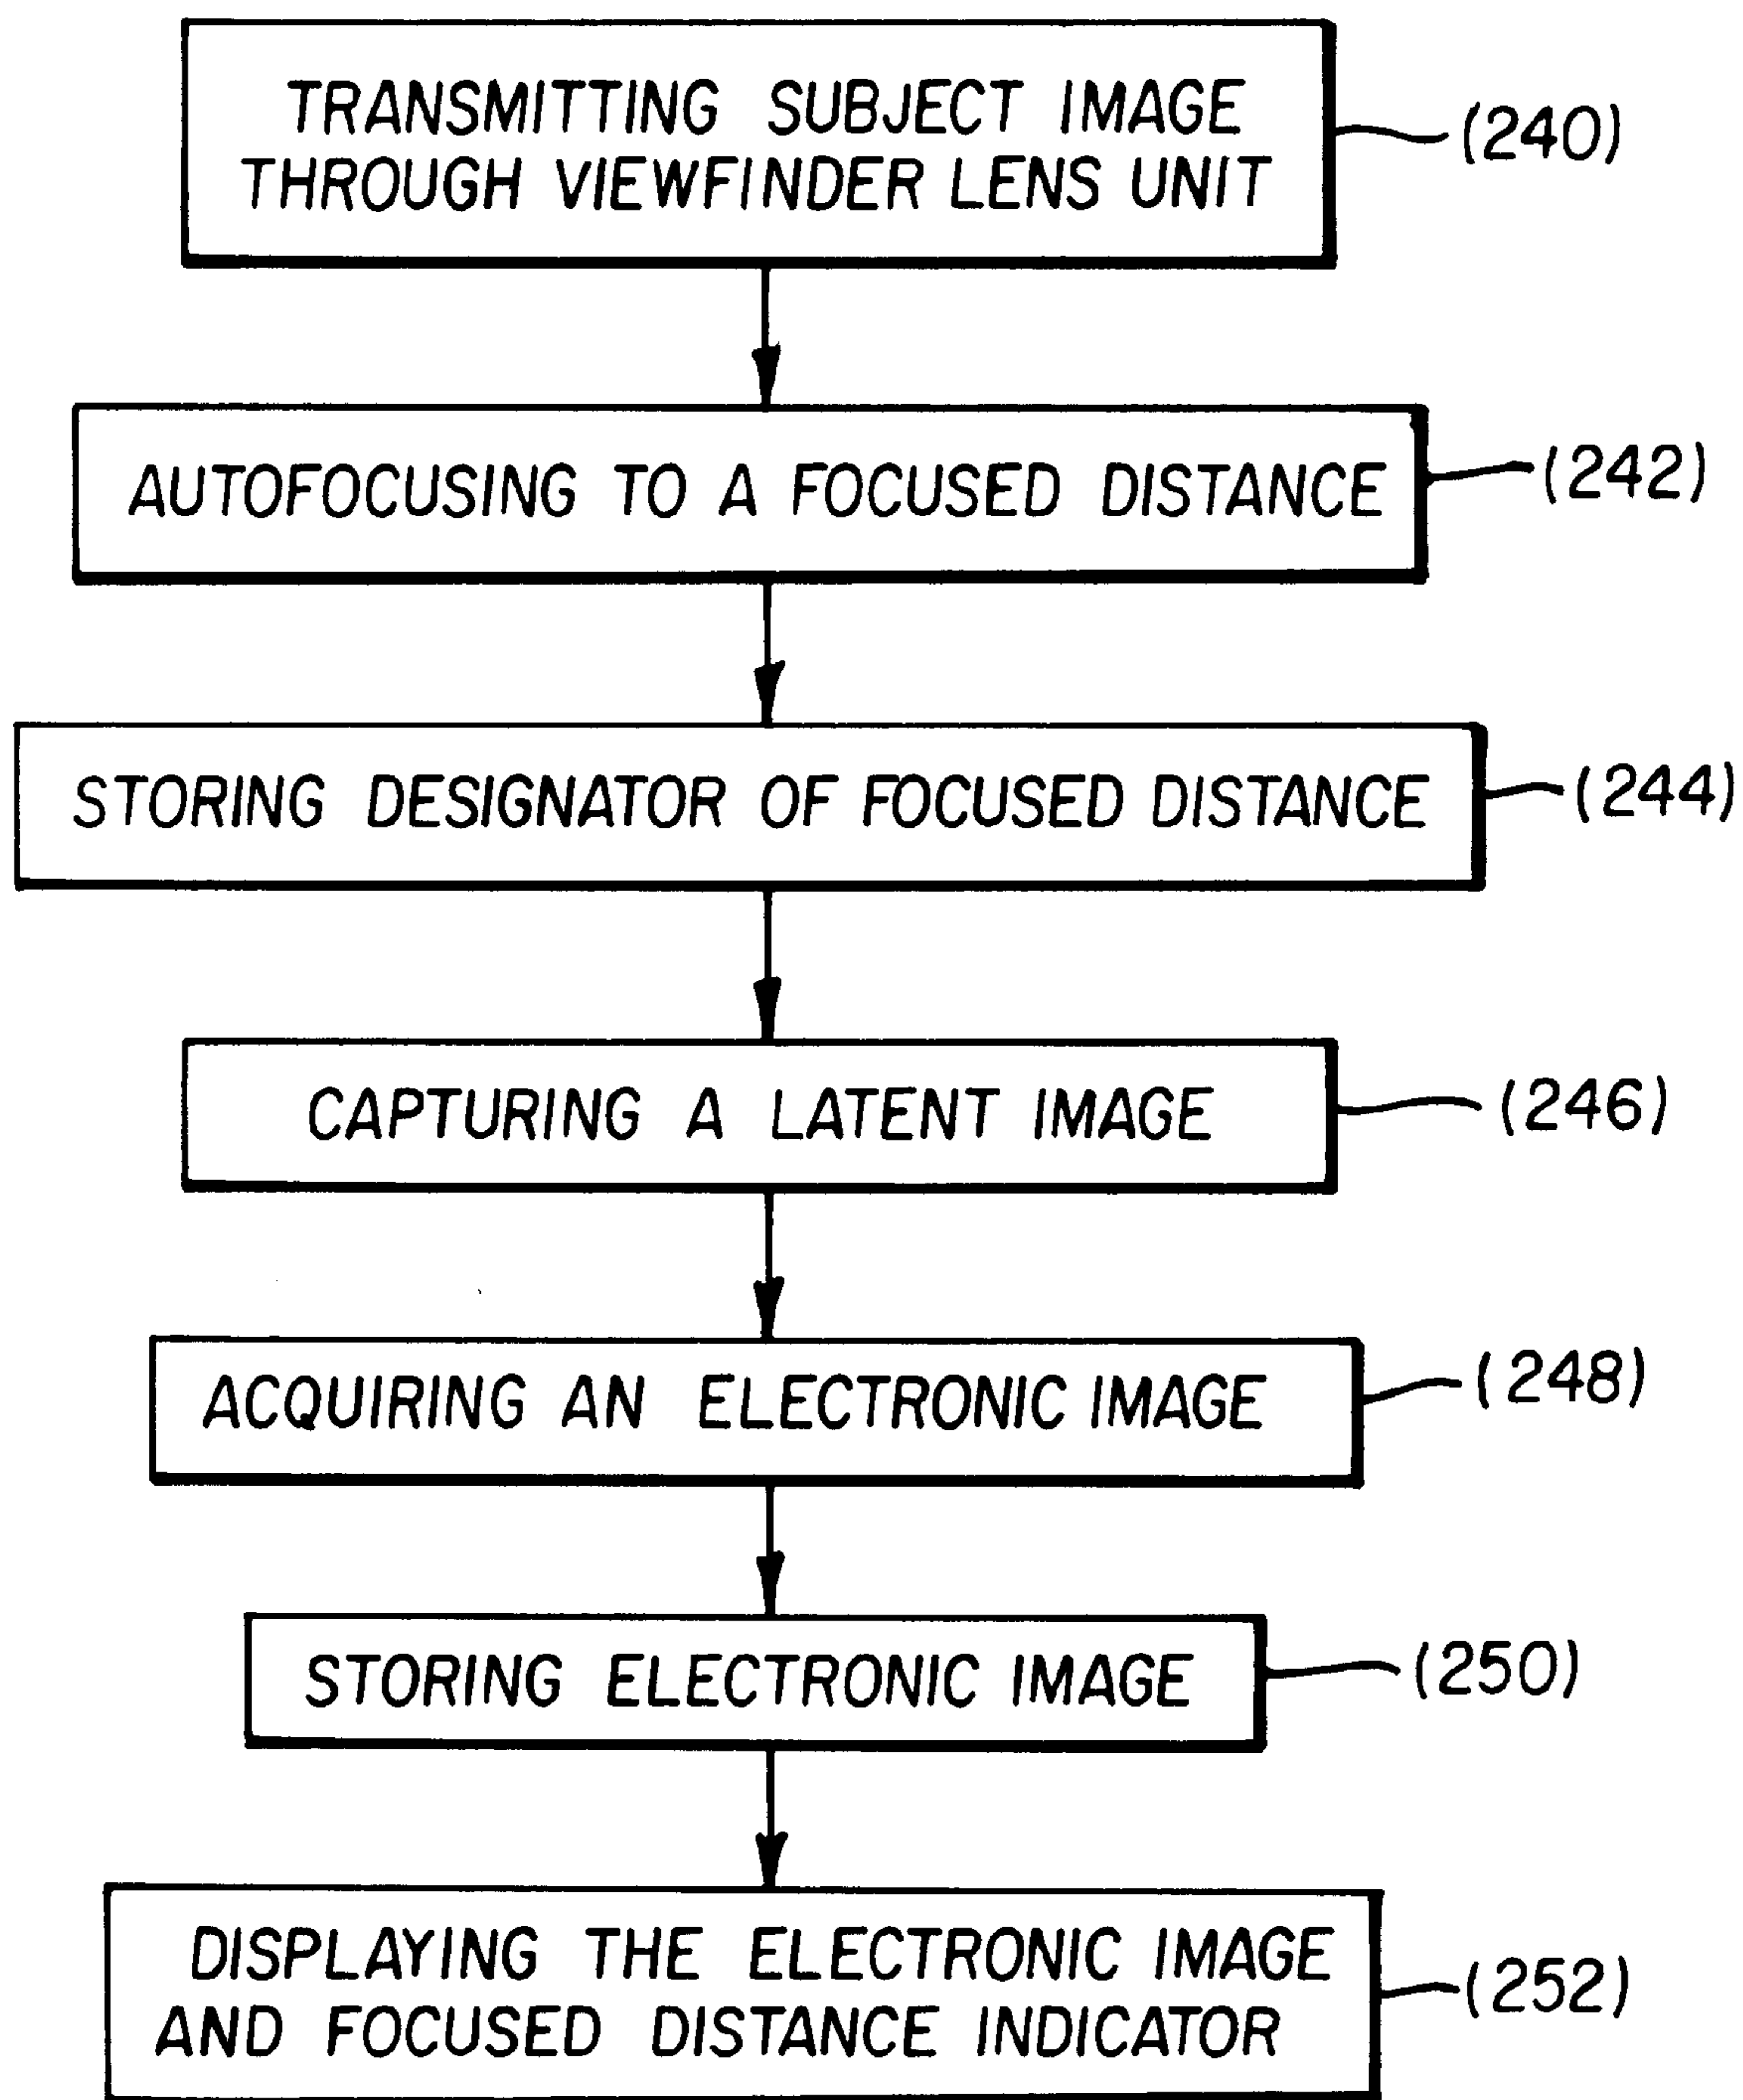 TRANSMITTING SUBJECT IMAGE
THROUGH VIEWFINDER LENS UNIT
(240)
AUTOFOCUSING TO A FOCUSED DISTANCE
(242)
STORING DESIGNATOR OF FOCUSED DISTANCE
(244)
CAPTURING A LATENT IMAGE
(246)
ACQUIRING AN ELECTRONIC IMAGE
(248)
STORING ELECTRONIC IMAGE
(250)
DISPLAYING THE ELECTRONIC IMAGE
AND FOCUSED DISTANCE INDICATOR
(252)